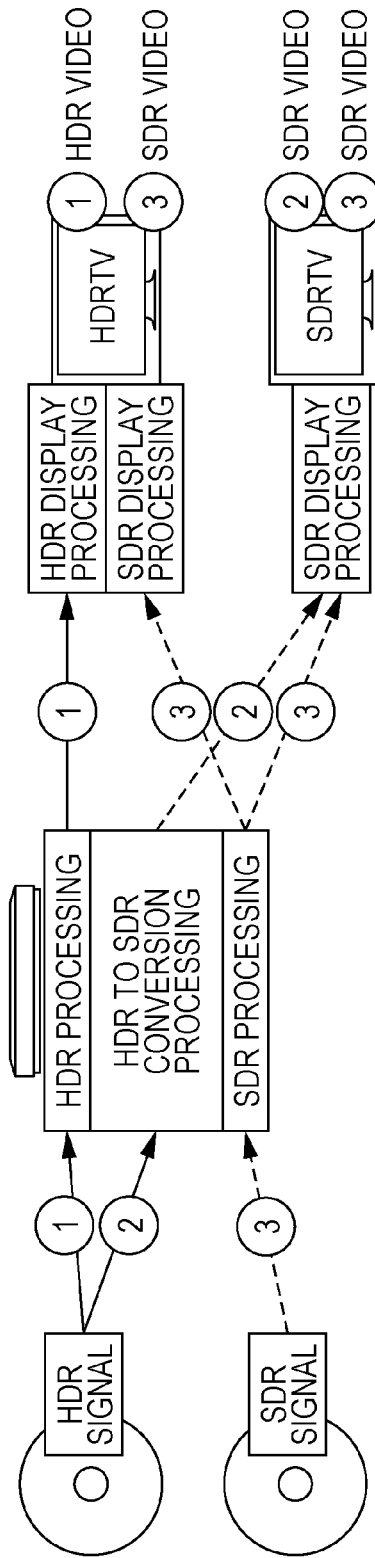 HDR
SIGNAL
SDR
SIGNAL
1
2
3
HDR PROCESSING
HDR TO SDR
CONVERSION
PROCESSING
SDR PROCESSING
1
3
2
3
HDR DISPLAY
PROCESSING
SDR DISPLAY
PROCESSING
SDR DISPLAY
PROCESSING
HDRTV
SDRTV
1
HDR VIDEO
3
SDR VIDEO
2
SDR VIDEO
3
SDR VIDEO